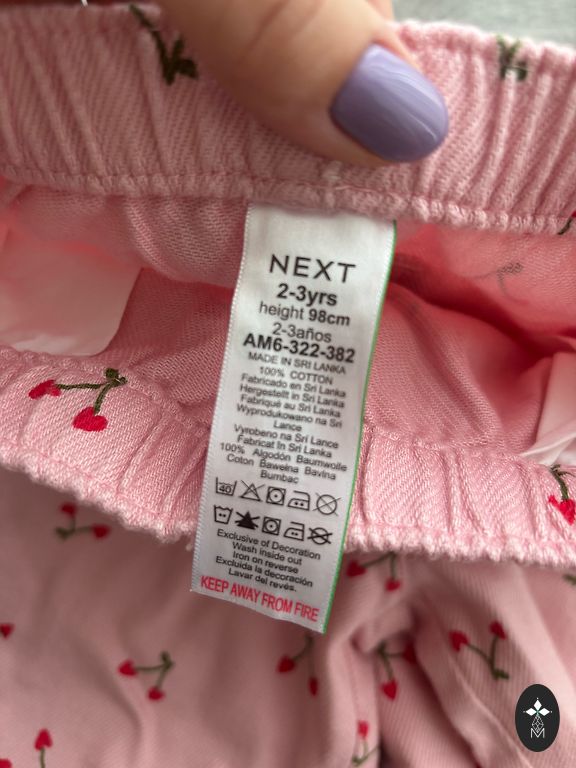 NEXT
2-3yrs
height 98cm
2-3años
AM6-322-382
MADE IN SRI LANKA
100% COTTON
Fabricado en Sri Lanka
Hergestellt in Sri Lanka
Fabriqué au Sri Lanka
Wyprodukowano na Sri
Lance
Vyrobeno na Srí Lance
Fabricat în Sri Lanka
100% Algodón Baumwolle
Coton Bawełna Bavlna
Bumbac
40
Exclusive of Decoration
Wash inside out
Iron on reverse
Excluida la decoración
Lavar del revés.
KEEP AWAY FROM FIRE
M